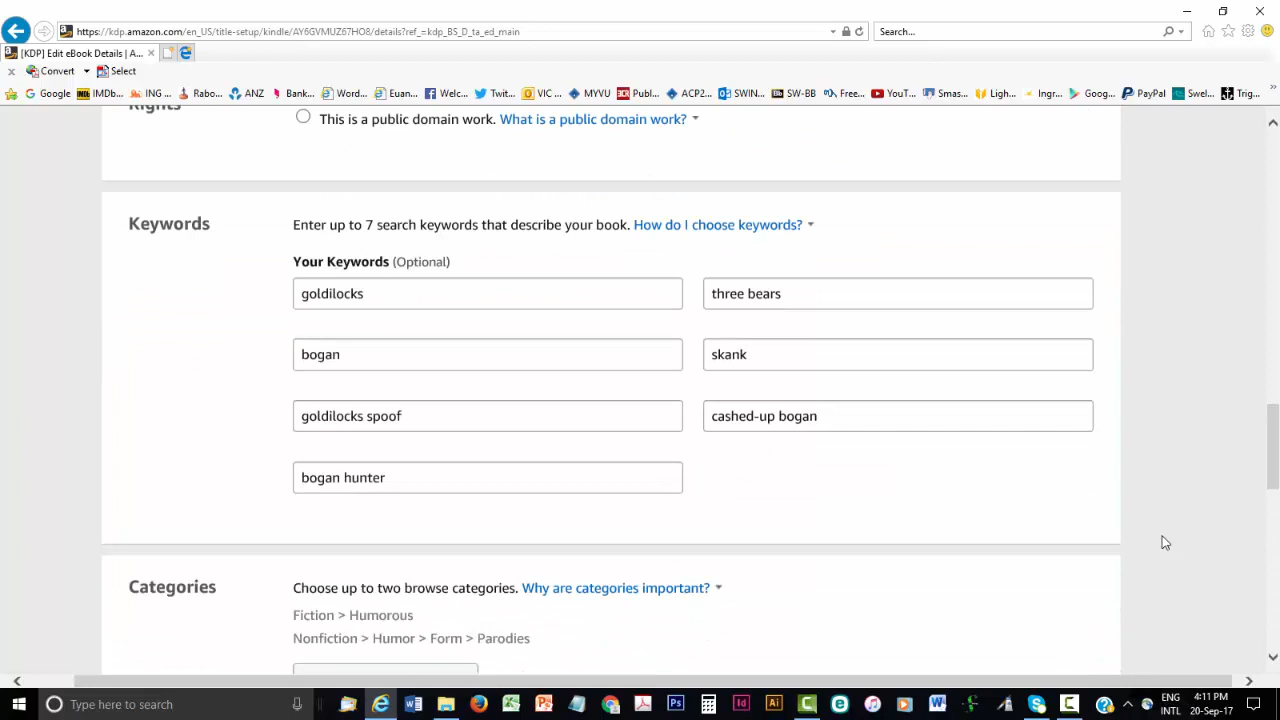 https://kdp.amazon.com/en_US/title-setup/kindle/AY6GVMUZ67HO8/details?ref_=kdp_BS_D_ta_ed_main
Search...
[KDP] Edit eBook Details | A...
Convert Select
Google IMDb... ING ... Rabo... ANZ Bank... Word... Euan... Welc... Twit... VIC ... MYVU Publ... ACP2... SWIN... SW-BB Free... YouT... Smas... Ligh... Ingr... Goog... PayPal Swel... Trig...
Rights
This is a public domain work. What is a public domain work?
Keywords
Enter up to 7 search keywords that describe your book. How do I choose keywords?
Your Keywords (Optional)
goldilocks
three bears
bogan
skank
goldilocks spoof
cashed-up bogan
bogan hunter
Categories
Choose up to two browse categories. Why are categories important?
Fiction > Humorous
Nonfiction > Humor > Form > Parodies
Type here to search
ENG
INTL
4:11 PM
20-Sep-17